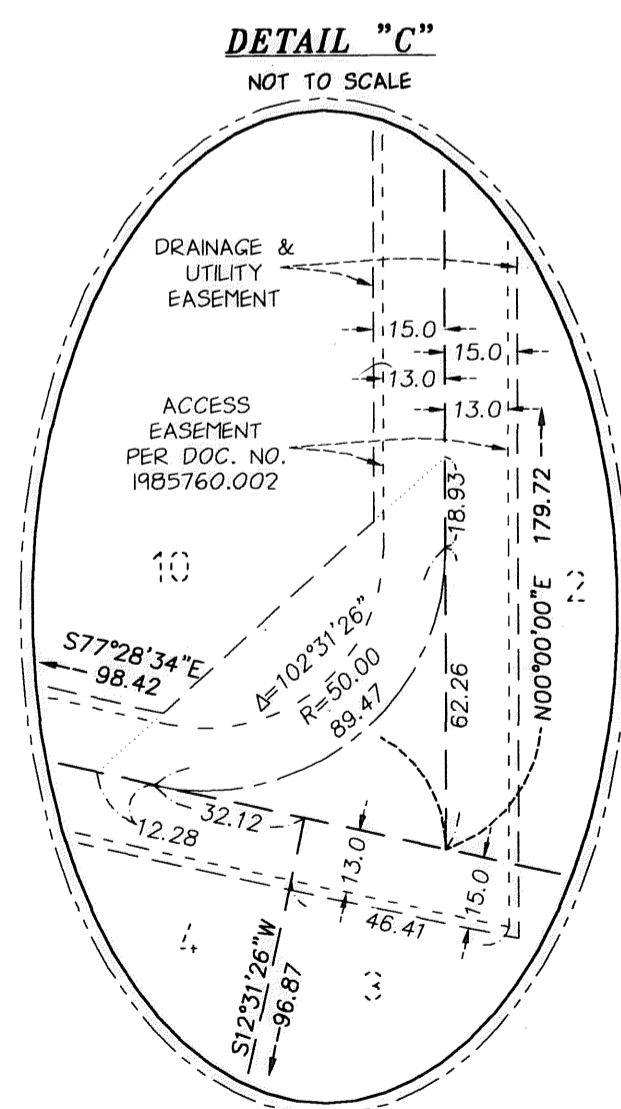 DETAIL "C"
NOT TO SCALE
DRAINAGE &
UTILITY
EASEMENT
15.0
15.0
13.0
13.0
ACCESS
EASEMENT
PER DOC. NO.
1985760.002
18.93
N00°00'00"E 179.72
10
2
S77°28'34"E
98.42
Δ=102°31'26"
R=50.00
89.47
62.26
32.12
12.28
13.0
15.0
46.41
4
3
S12°31'26"W
96.87